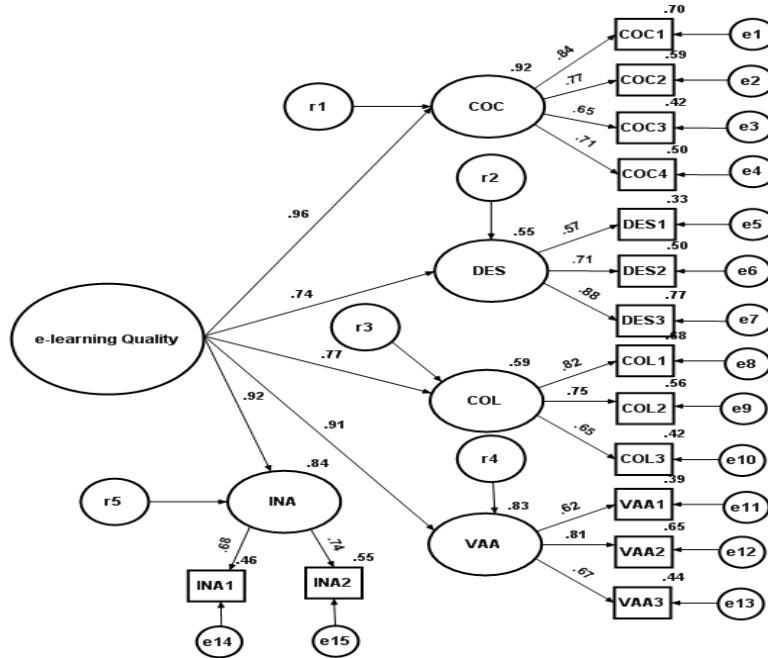 .70
COC1
e1
.84
.59
.92
COC2
e2
.77
r1
COC
.42
.65
COC3
e3
.71
.50
COC4
e4
r2
.33
.96
.55
.57
DES1
e5
.50
DES
.71
DES2
e6
.74
.88
.77
DES3
e7
r3
.68
e-learning Quality
.77
.59
.82
COL1
e8
.56
COL
.75
COL2
e9
.92
.91
.65
.42
r4
COL3
e10
.84
.39
r5
INA
.83
.62
VAA1
e11
.65
VAA
.81
VAA2
e12
.68
.74
.46
.55
.67
.44
INA1
INA2
VAA3
e13
e14
e15